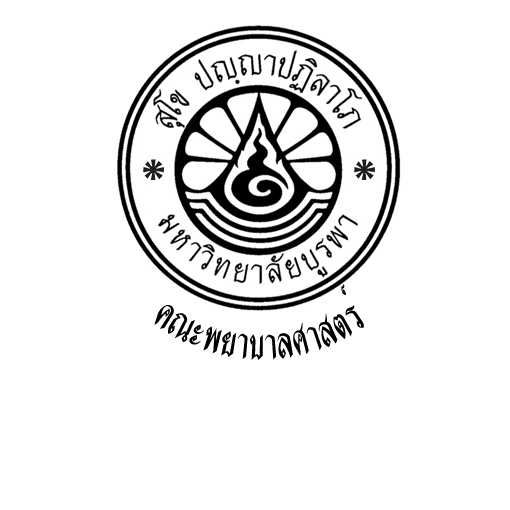 สุโข ปญฺญาปฏิลาโภ
มหาวิทยาลัยบูรพา
คณะพยาบาลศาสตร์